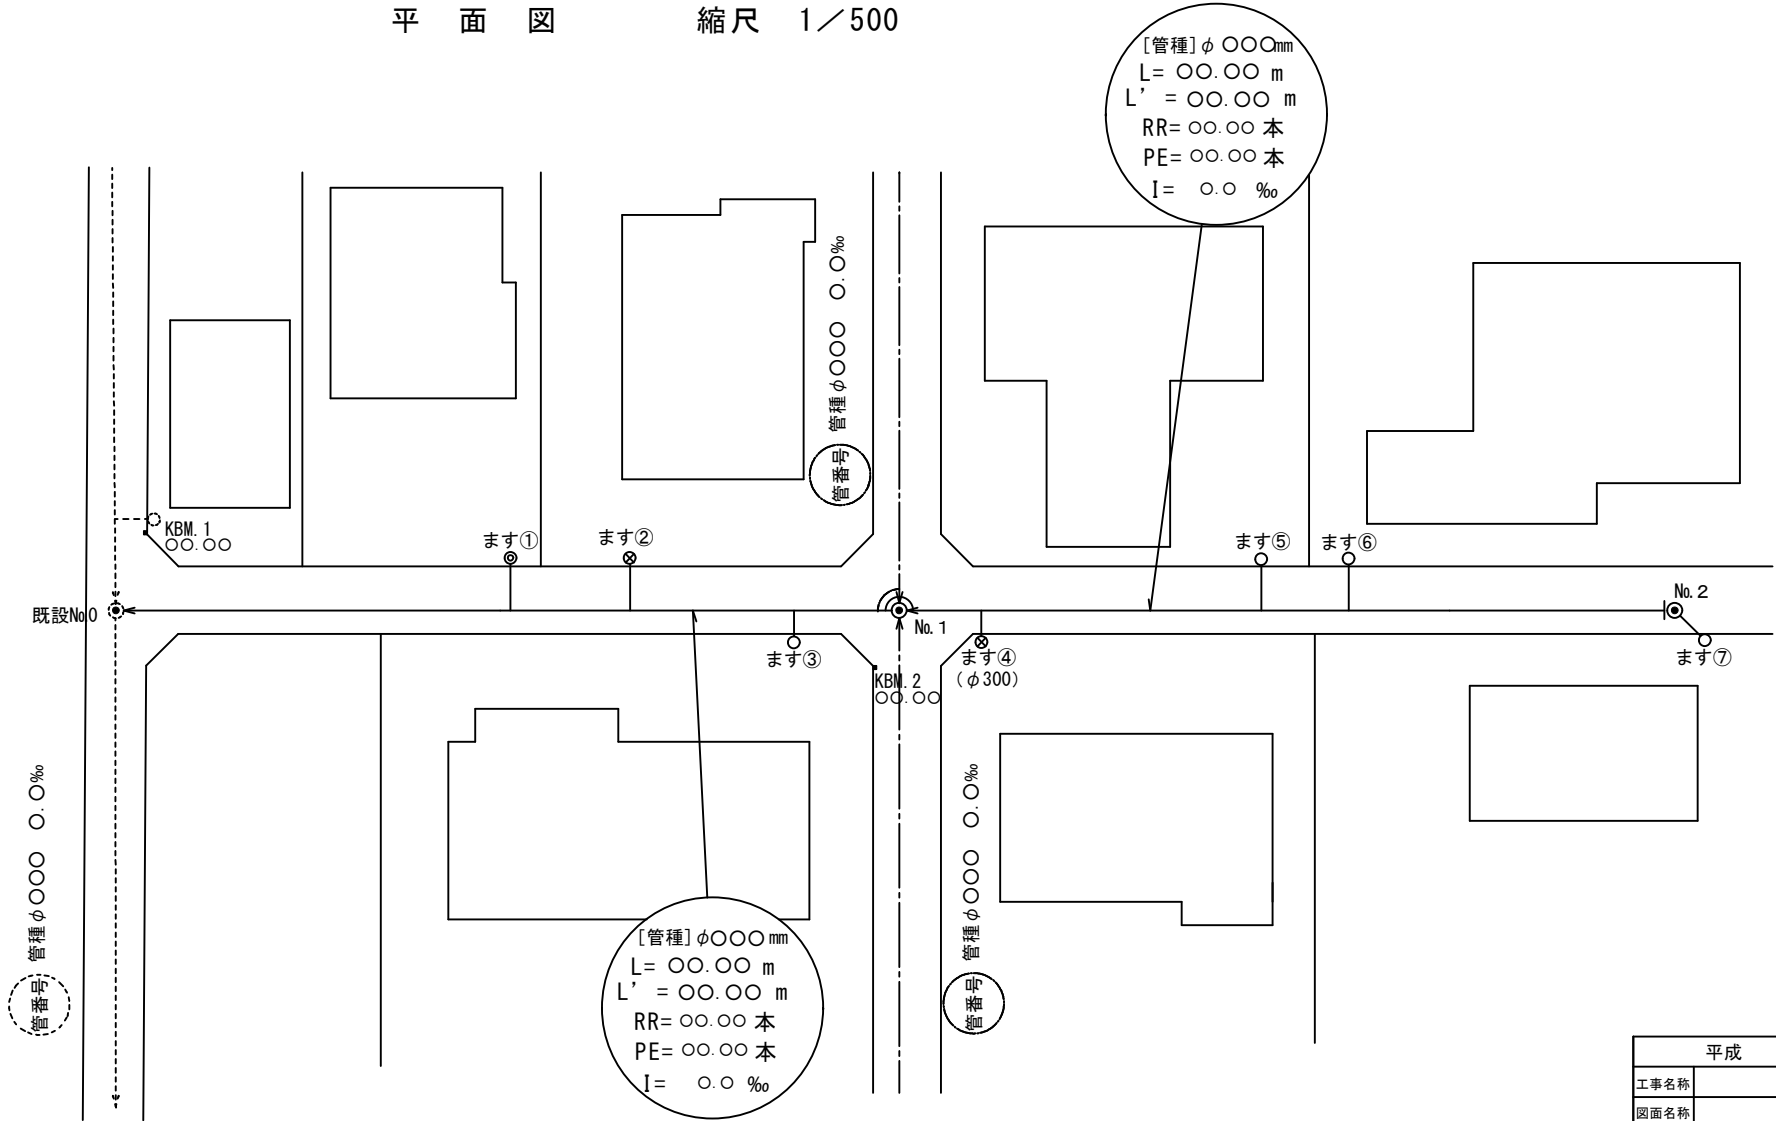 平 面 図 縮尺 1/500
[管種]φ ○○○mm
L= ○○.○○ m
L' = ○○.○○ m
RR= ○○.○○ 本
PE= ○○.○○ 本
I= ○.○ ‰
管番号 管種φ○○○ ○.○‰
KBM.1
○○.○○
ます①
ます②
ます⑤
ます⑥
既設No.0
No.1
No.2
ます③
ます④
(φ300)
ます⑦
KBM.2
○○.○○
管番号 管種φ○○○ ○.○‰
管番号 管種φ○○○ ○.○‰
[管種]φ○○○mm
L= ○○.○○ m
L' = ○○.○○ m
RR= ○○.○○ 本
PE= ○○.○○ 本
I= ○.○ ‰
平成
工事名称
図面名称